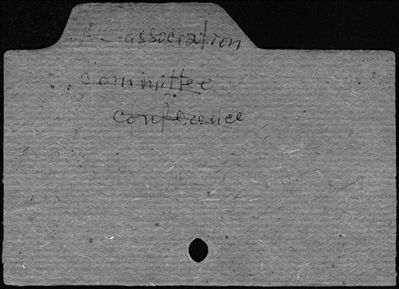 association
committee
conference